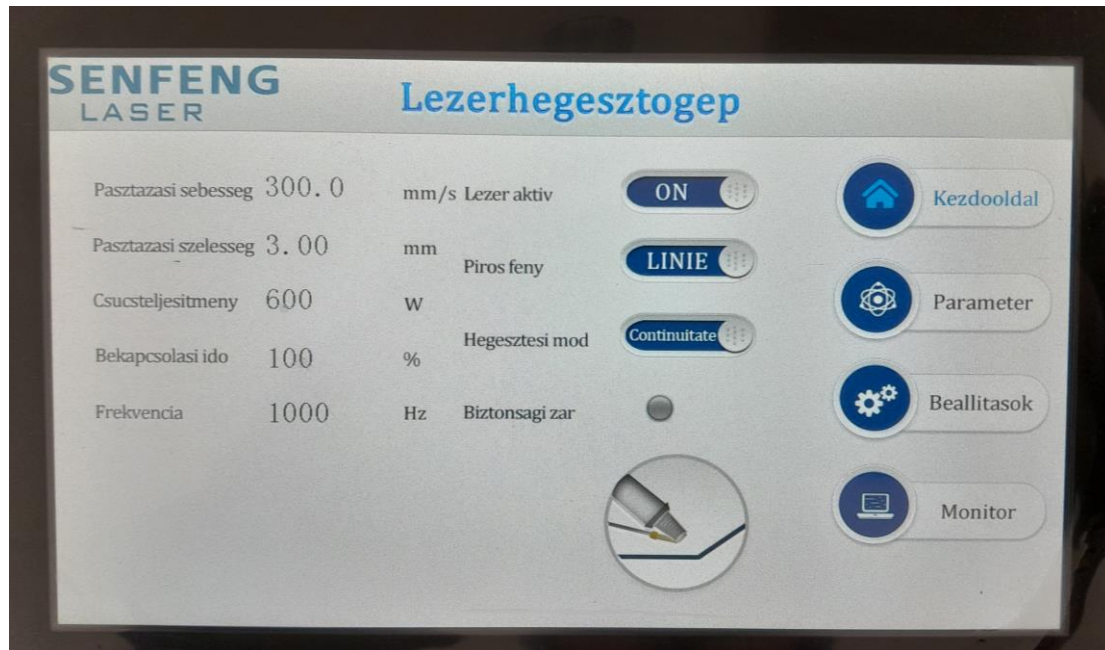 SENFENG
LASER
Lezerhegesztogep
Pasztazasi sebesseg 300.0 mm/s
Pasztazasi szelesseg 3.00 mm
Csucsteljesitmeny 600 W
Bekapcsolasi ido 100 %
Frekvencia 1000 Hz
Lezer aktiv ON
Piros feny LINIE
Hegesztesi mod Continuitate
Biztonsagi zar
Kezdooldal
Parameter
Beallitasok
Monitor